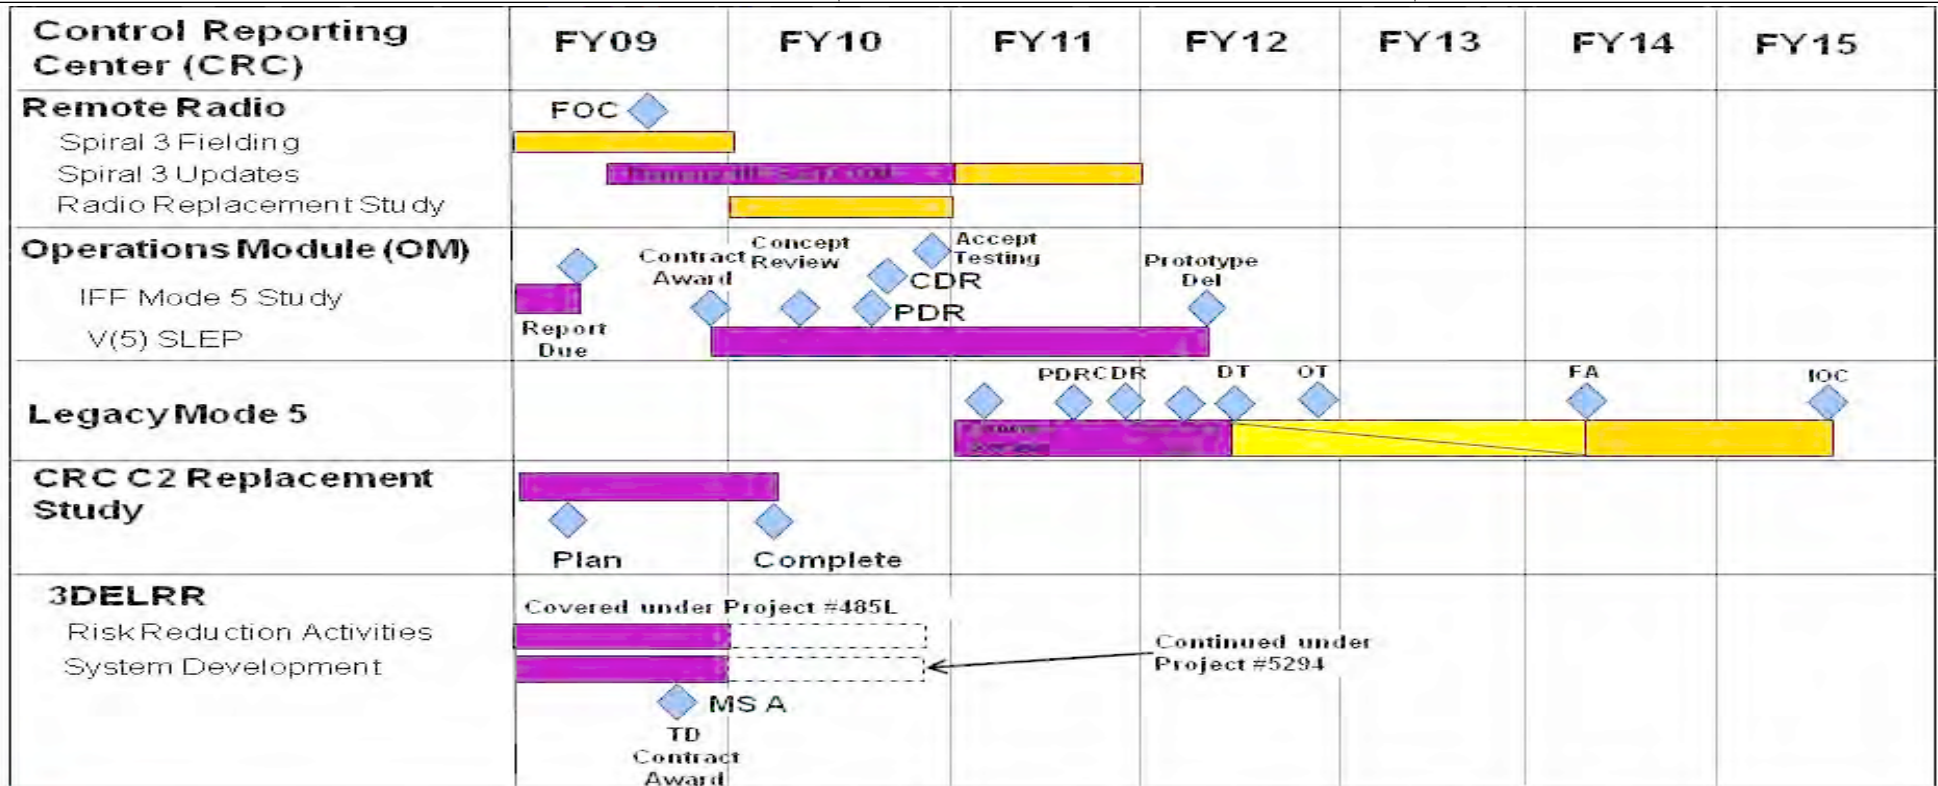 Control Reporting
Center (CRC)
FY09 FY10 FY11 FY12 FY13 FY14 FY15
Remote Radio
FOC
Spiral 3 Fielding
Spiral 3 Updates
Radio Replacement Study
Operations Module (OM)
Contract
Award
Concept
Review
Accept
Testing
CDR
PDR
Prototype
Del
IFF Mode 5 Study
Report
Due
V(5) SLEP
Legacy Mode 5
PDR CDR DT OT FA IOC
CRC C2 Replacement
Study
Plan Complete
3DELRR
Covered under Project #485L
Risk Reduction Activities
System Development
Continued under
Project #5294
MS A
TD
Contract
Award